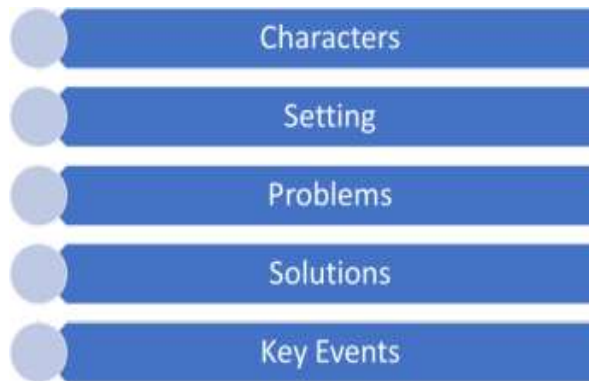 Characters
Setting
Problems
Solutions
Key Events